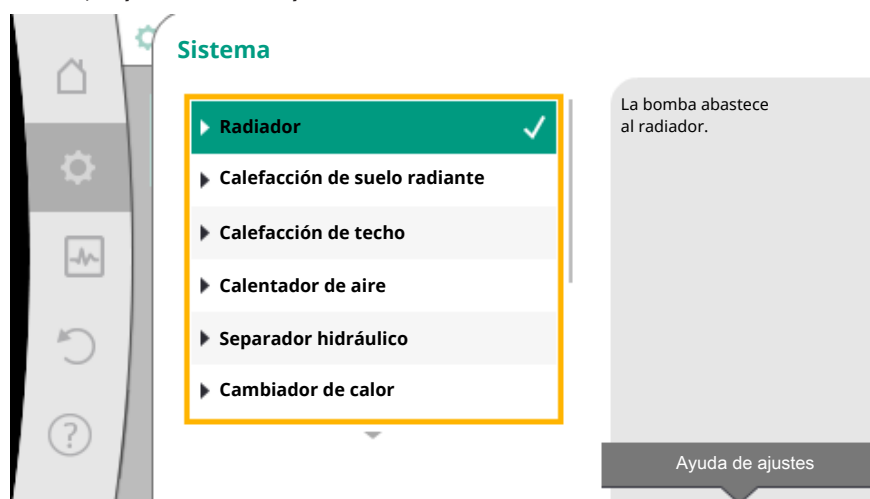 Sistema
Radiador
Calefacción de suelo radiante
Calefacción de techo
Calentador de aire
Separador hidráulico
Cambiador de calor
La bomba abastece
al radiador.
Ayuda de ajustes